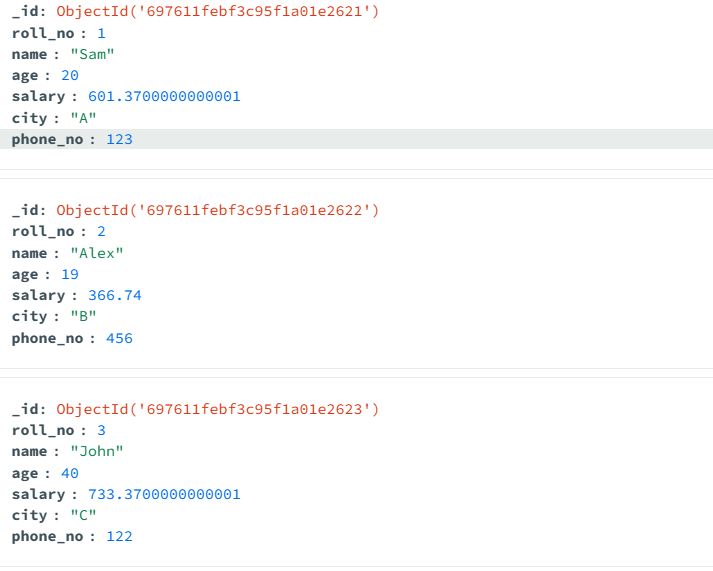 _id: ObjectId('697611febf3c95f1a01e2621')
roll_no : 1
name : "Sam"
age : 20
salary : 601.3700000000001
city : "A"
phone_no : 123
_id: ObjectId('697611febf3c95f1a01e2622')
roll_no : 2
name : "Alex"
age : 19
salary : 366.74
city : "B"
phone_no : 456
_id: ObjectId('697611febf3c95f1a01e2623')
roll_no : 3
name : "John"
age : 40
salary : 733.3700000000001
city : "C"
phone_no : 122